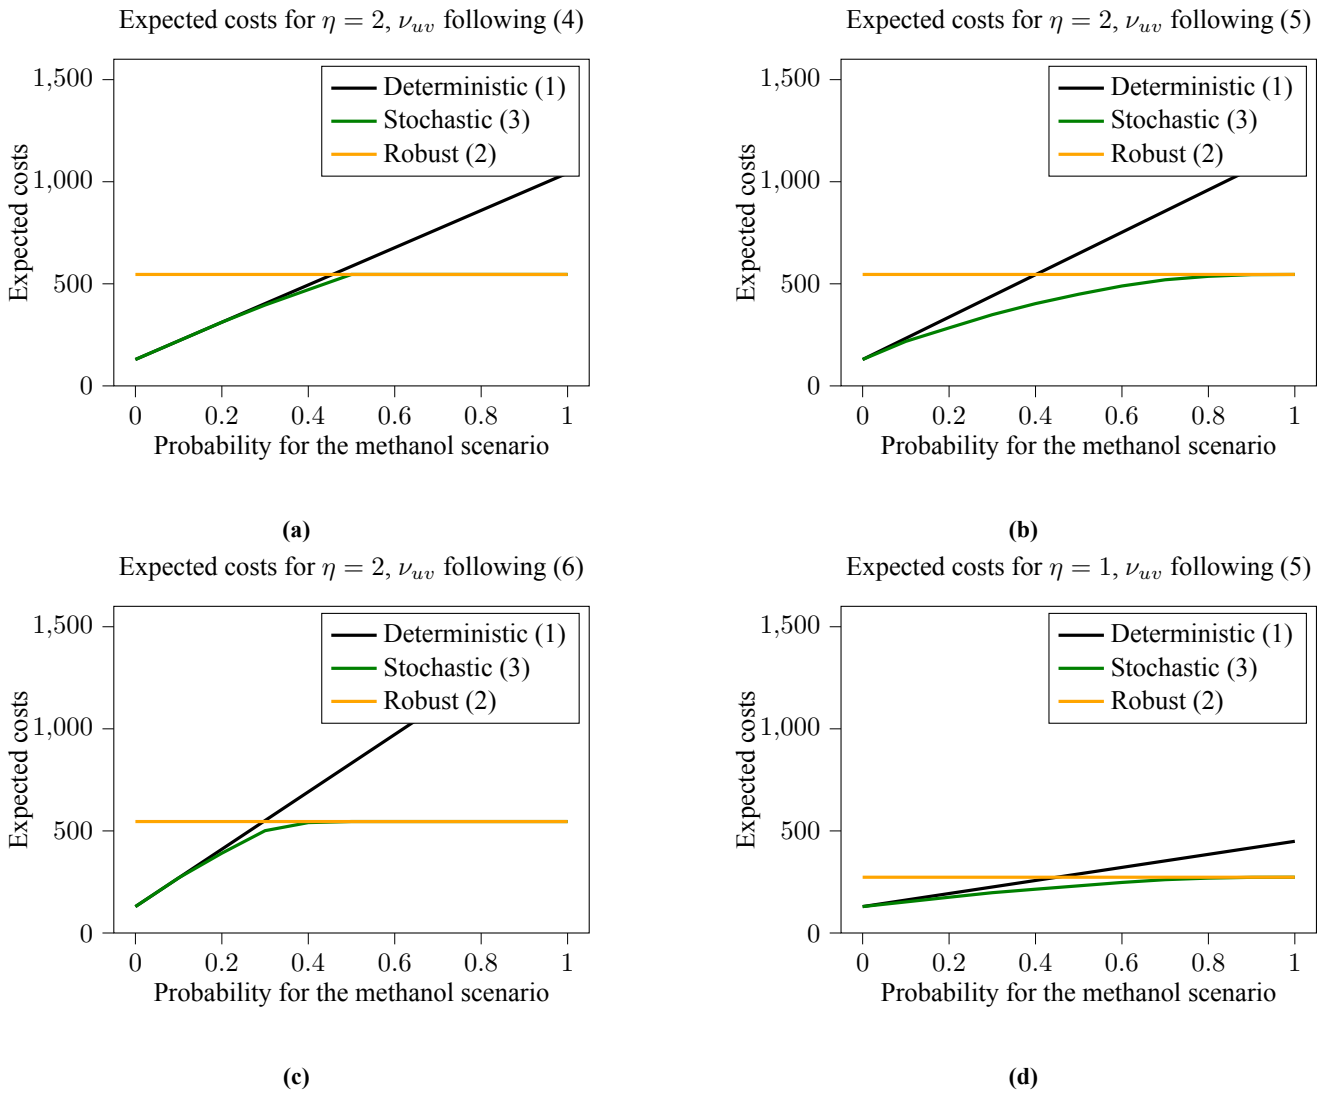 Expected costs for η = 2, ν_uv following (4)
1,500
1,000
500
0
Expected costs
Deterministic (1)
Stochastic (3)
Robust (2)
0 0.2 0.4 0.6 0.8 1
Probability for the methanol scenario
(a)
Expected costs for η = 2, ν_uv following (5)
1,500
1,000
500
0
Expected costs
Deterministic (1)
Stochastic (3)
Robust (2)
0 0.2 0.4 0.6 0.8 1
Probability for the methanol scenario
(b)
Expected costs for η = 2, ν_uv following (6)
1,500
1,000
500
0
Expected costs
Deterministic (1)
Stochastic (3)
Robust (2)
0 0.2 0.4 0.6 0.8 1
Probability for the methanol scenario
(c)
Expected costs for η = 1, ν_uv following (5)
1,500
1,000
500
0
Expected costs
Deterministic (1)
Stochastic (3)
Robust (2)
0 0.2 0.4 0.6 0.8 1
Probability for the methanol scenario
(d)